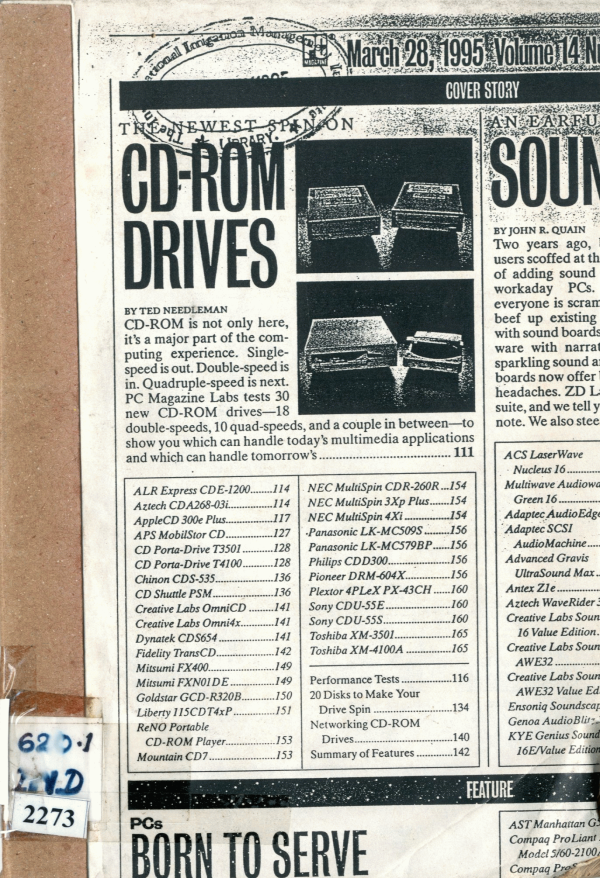 PC MAGAZINE March 28, 1995 Volume 14 N
COVER STORY
THE NEWEST SPIN ON
CD-ROM
DRIVES
BY TED NEEDLEMAN
CD-ROM is not only here,
it's a major part of the com-
puting experience. Single-
speed is out. Double-speed is
in. Quadruple-speed is next.
PC Magazine Labs tests 30
new CD-ROM drives—18
double-speeds, 10 quad-speeds, and a couple in between—to
show you which can handle today's multimedia applications
and which can handle tomorrow's 111
ALR Express CDE-1200 114
Aztech CDA268-03i 114
AppleCD 300e Plus 117
APS MobilStor CD 127
CD Porta-Drive T3501 128
CD Porta-Drive T4100 128
Chinon CDS-535 136
CD Shuttle PSM 136
Creative Labs OmniCD 141
Creative Labs Omni4x 141
Dynatek CDS654 141
Fidelity TransCD 142
Mitsumi FX400 149
Mitsumi FXN01DE 149
Goldstar GCD-R320B 150
Liberty 115CDT4xP 151
ReNO Portable
CD-ROM Player 153
Mountain CD7 153
NEC MultiSpin CDR-260R 154
NEC MultiSpin 3Xp Plus 154
NEC MultiSpin 4Xi 154
Panasonic LK-MC509S 156
Panasonic LK-MC579BP 156
Philips CDD300 156
Pioneer DRM-604X 156
Plextor 4PLeX PX-43CH 160
Sony CDU-55E 160
Sony CDU-55S 160
Toshiba XM-3501 165
Toshiba XM-4100A 165
Performance Tests 116
20 Disks to Make Your
Drive Spin 134
Networking CD-ROM
Drives 140
Summary of Features 142
AN EARFU
SOUN
BY JOHN R. QUAIN
Two years ago,
users scoffed at th
of adding sound
workaday PCs.
everyone is scram
beef up existing
with sound boards
ware with narrat
sparkling sound a
boards now offer
headaches. ZD La
suite, and we tell y
note. We also stee
ACS LaserWave
Nucleus 16
Multiwave Audiowa
Green 16
Adaptec AudioEdge
Adaptec SCSI
AudioMachine
Advanced Gravis
UltraSound Max
Antex Z1e
Aztech WaveRider 3
Creative Labs Soun
16 Value Edition
Creative Labs Soun
AWE32
Creative Labs Soun
AWE32 Value Ed
Ensoniq Soundscap
Genoa AudioBlitz
KYE Genius Sound
16E/Value Edition
FEATURE
PCs
BORN TO SERVE
AST Manhattan G
Compaq ProLiant
Model 5/60-2100/
Compaq Pro
National Irrigation Manage
LIBRARY
620.1
2273